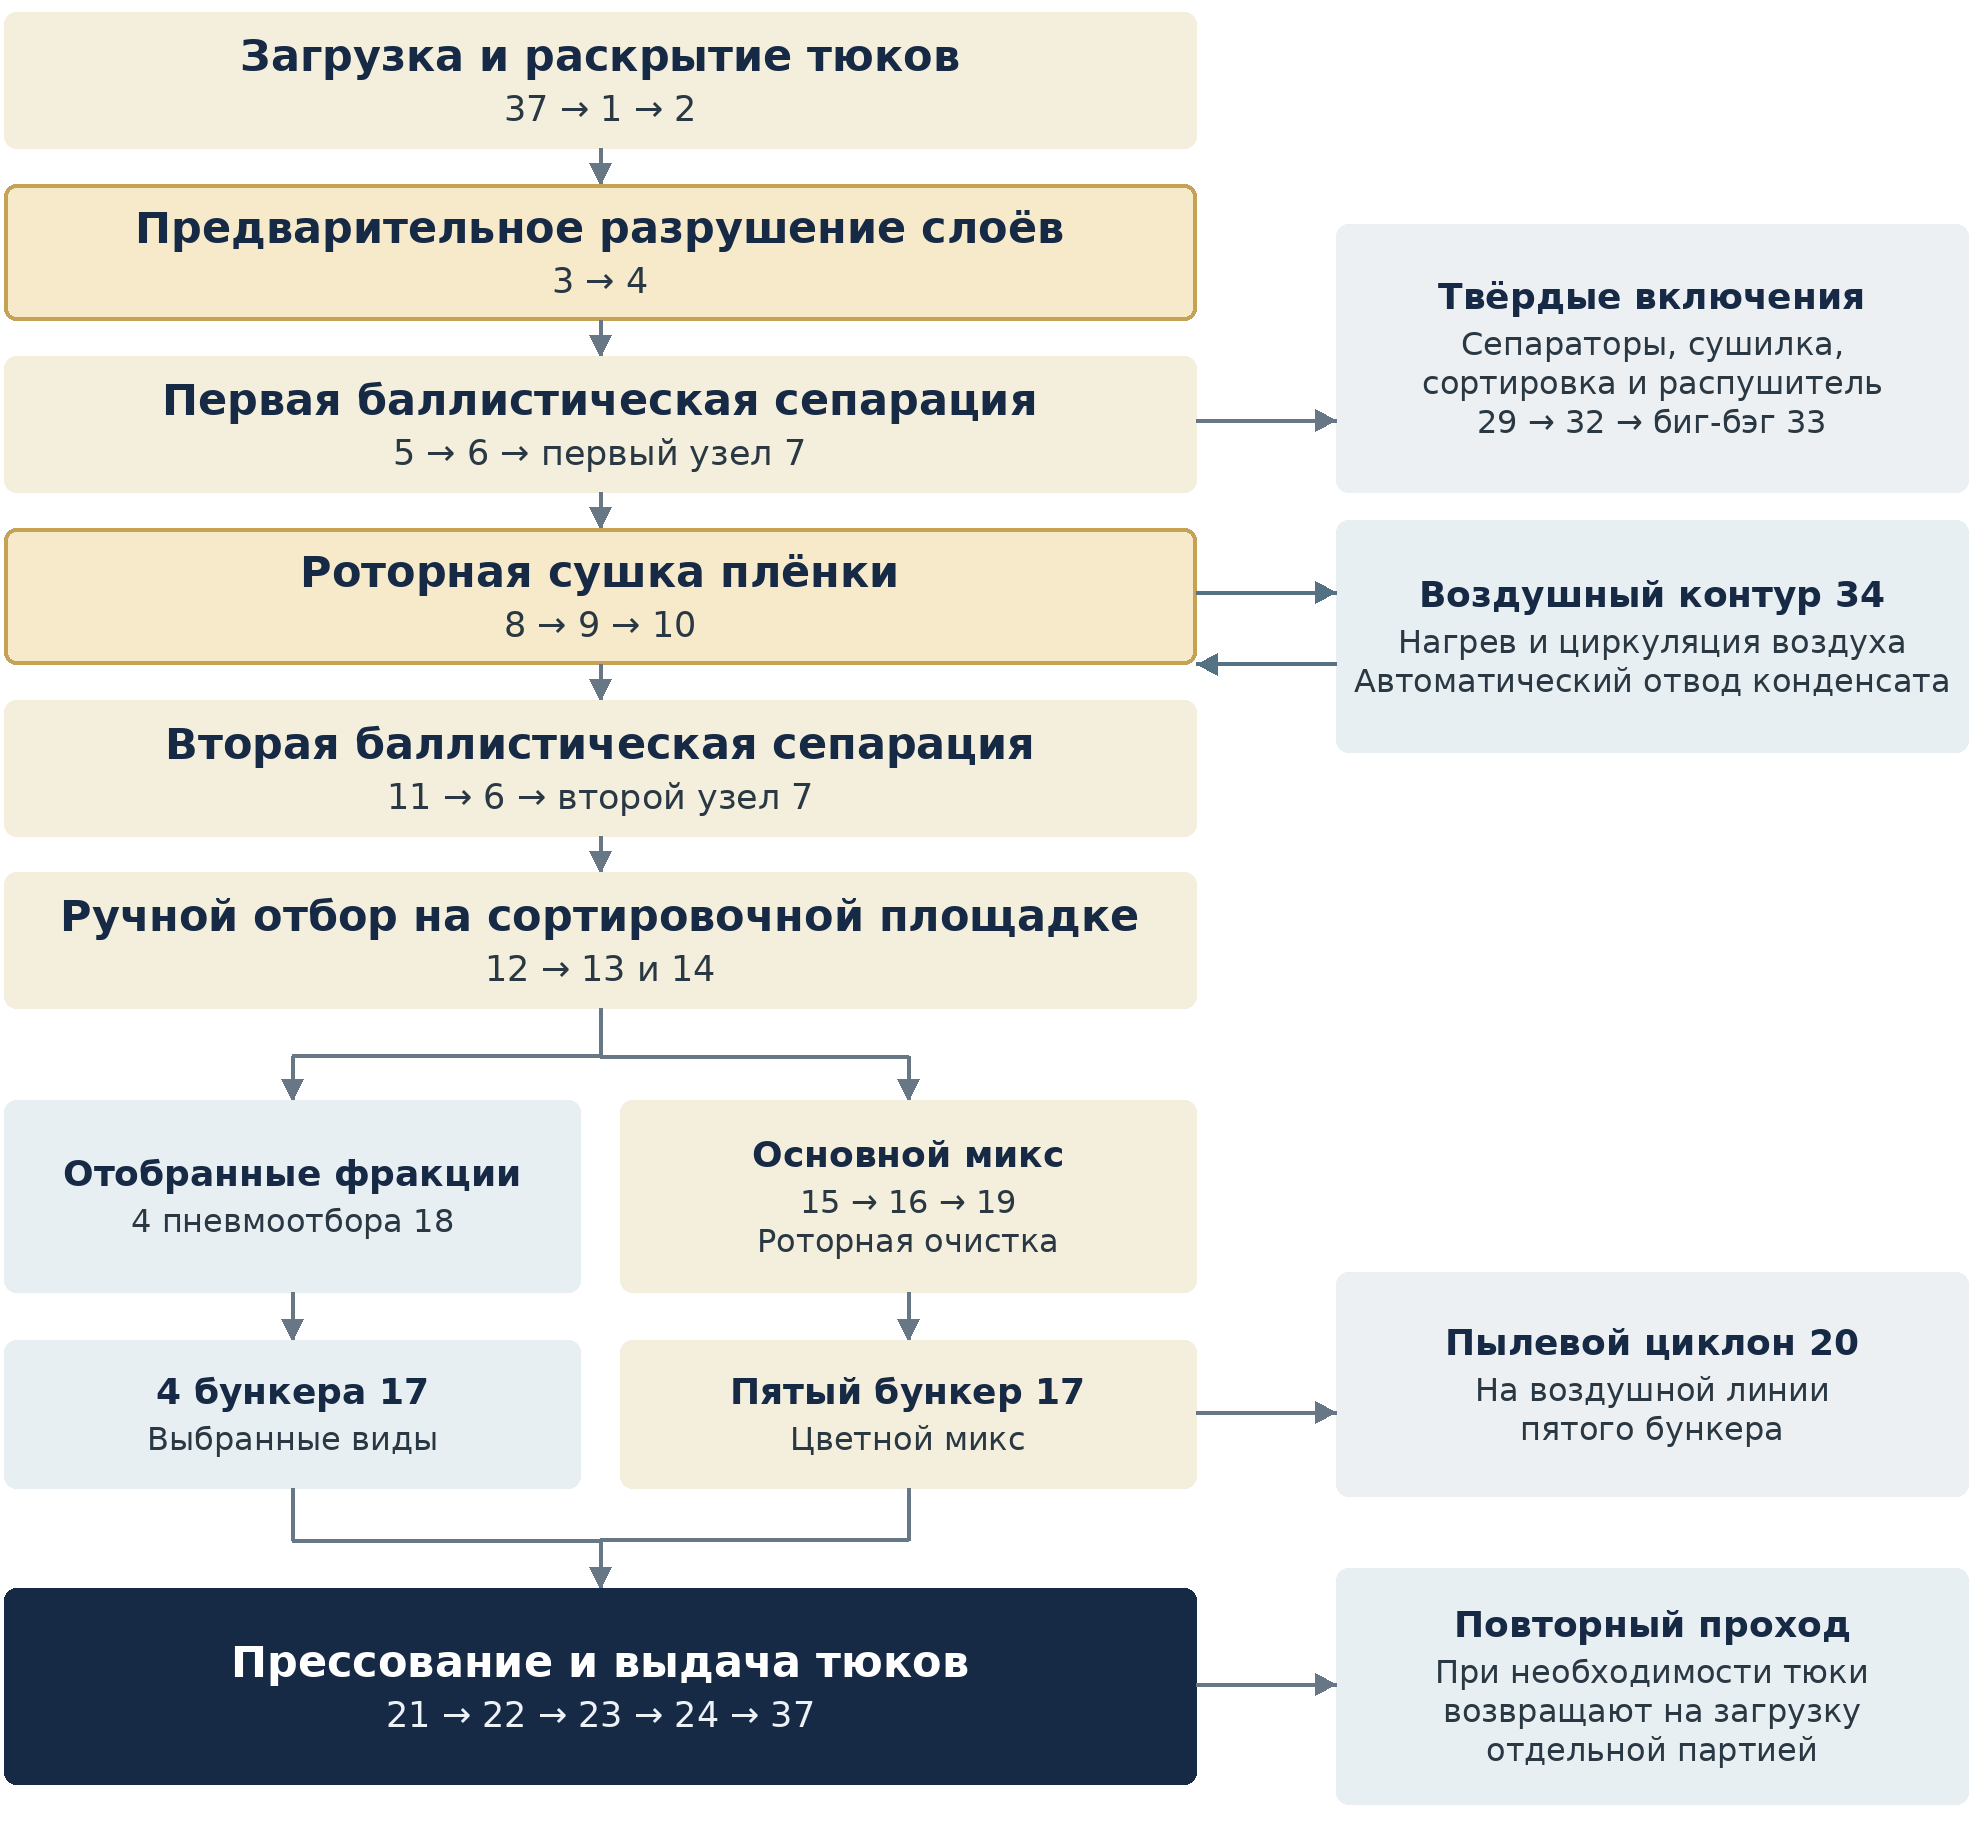 Загрузка и раскрытие тюков
37 → 1 → 2
Предварительное разрушение слоёв
3 → 4
Твёрдые включения
Сепараторы, сушилка,
сортировка и распушитель
29 → 32 → биг-бэг 33
Первая баллистическая сепарация
5 → 6 → первый узел 7
Роторная сушка плёнки
8 → 9 → 10
Воздушный контур 34
Нагрев и циркуляция воздуха
Автоматический отвод конденсата
Вторая баллистическая сепарация
11 → 6 → второй узел 7
Ручной отбор на сортировочной площадке
12 → 13 и 14
Отобранные фракции
4 пневмоотбора 18
Основной микс
15 → 16 → 19
Роторная очистка
4 бункера 17
Выбранные виды
Пятый бункер 17
Цветной микс
Пылевой циклон 20
На воздушной линии
пятого бункера
Прессование и выдача тюков
21 → 22 → 23 → 24 → 37
Повторный проход
При необходимости тюки
возвращают на загрузку
отдельной партией